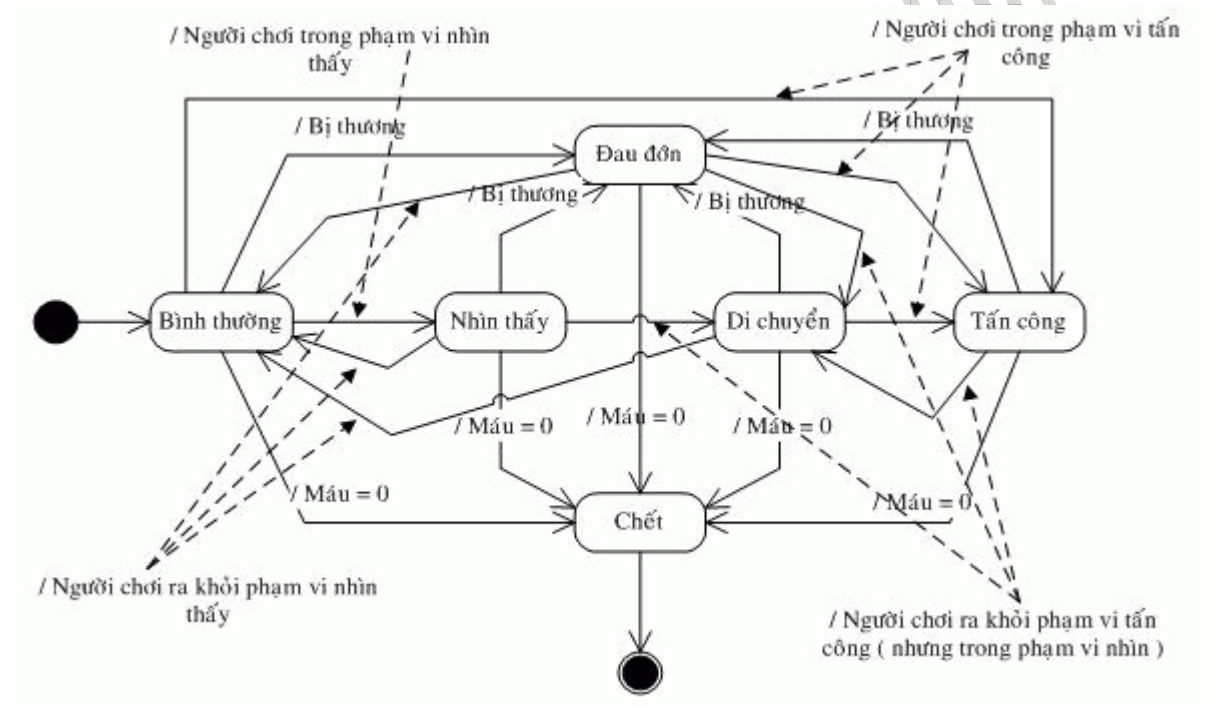 / Người chơi trong phạm vi nhìn
thấy
/ Người chơi trong phạm vi tấn
công
/ Bị thương
/ Bị thương
Đau đớn
/ Bị thương
/ Bị thương
Bình thường
Nhìn thấy
Di chuyển
Tấn công
/ Máu = 0
/ Máu = 0
/ Máu = 0
/ Máu = 0
/ Máu = 0
Chết
/ Người chơi ra khỏi phạm vi nhìn
thấy
/ Người chơi ra khỏi phạm vi tấn
công ( nhưng trong phạm vi nhìn )